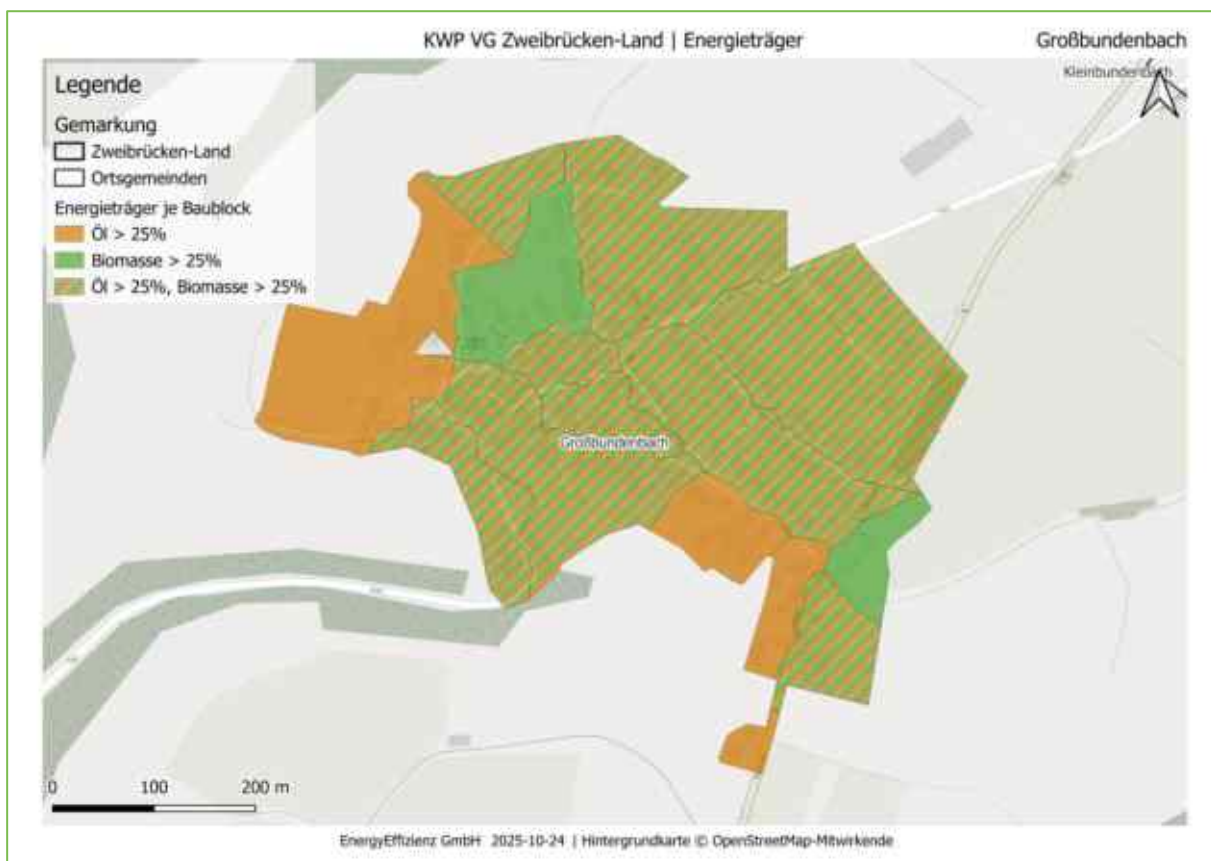 KWP VG Zweibrücken-Land | Energieträger
Großbundenbach
Kleinbundenbach
Legende
Gemarkung
Zweibrücken-Land
Ortsgemeinden
Energieträger je Baublock
Öl > 25%
Biomasse > 25%
Öl > 25%, Biomasse > 25%
Großbundenbach
0 100 200 m
EnergyEffizienz GmbH 2025-10-24 | Hintergrundkarte © OpenStreetMap-Mitwirkende